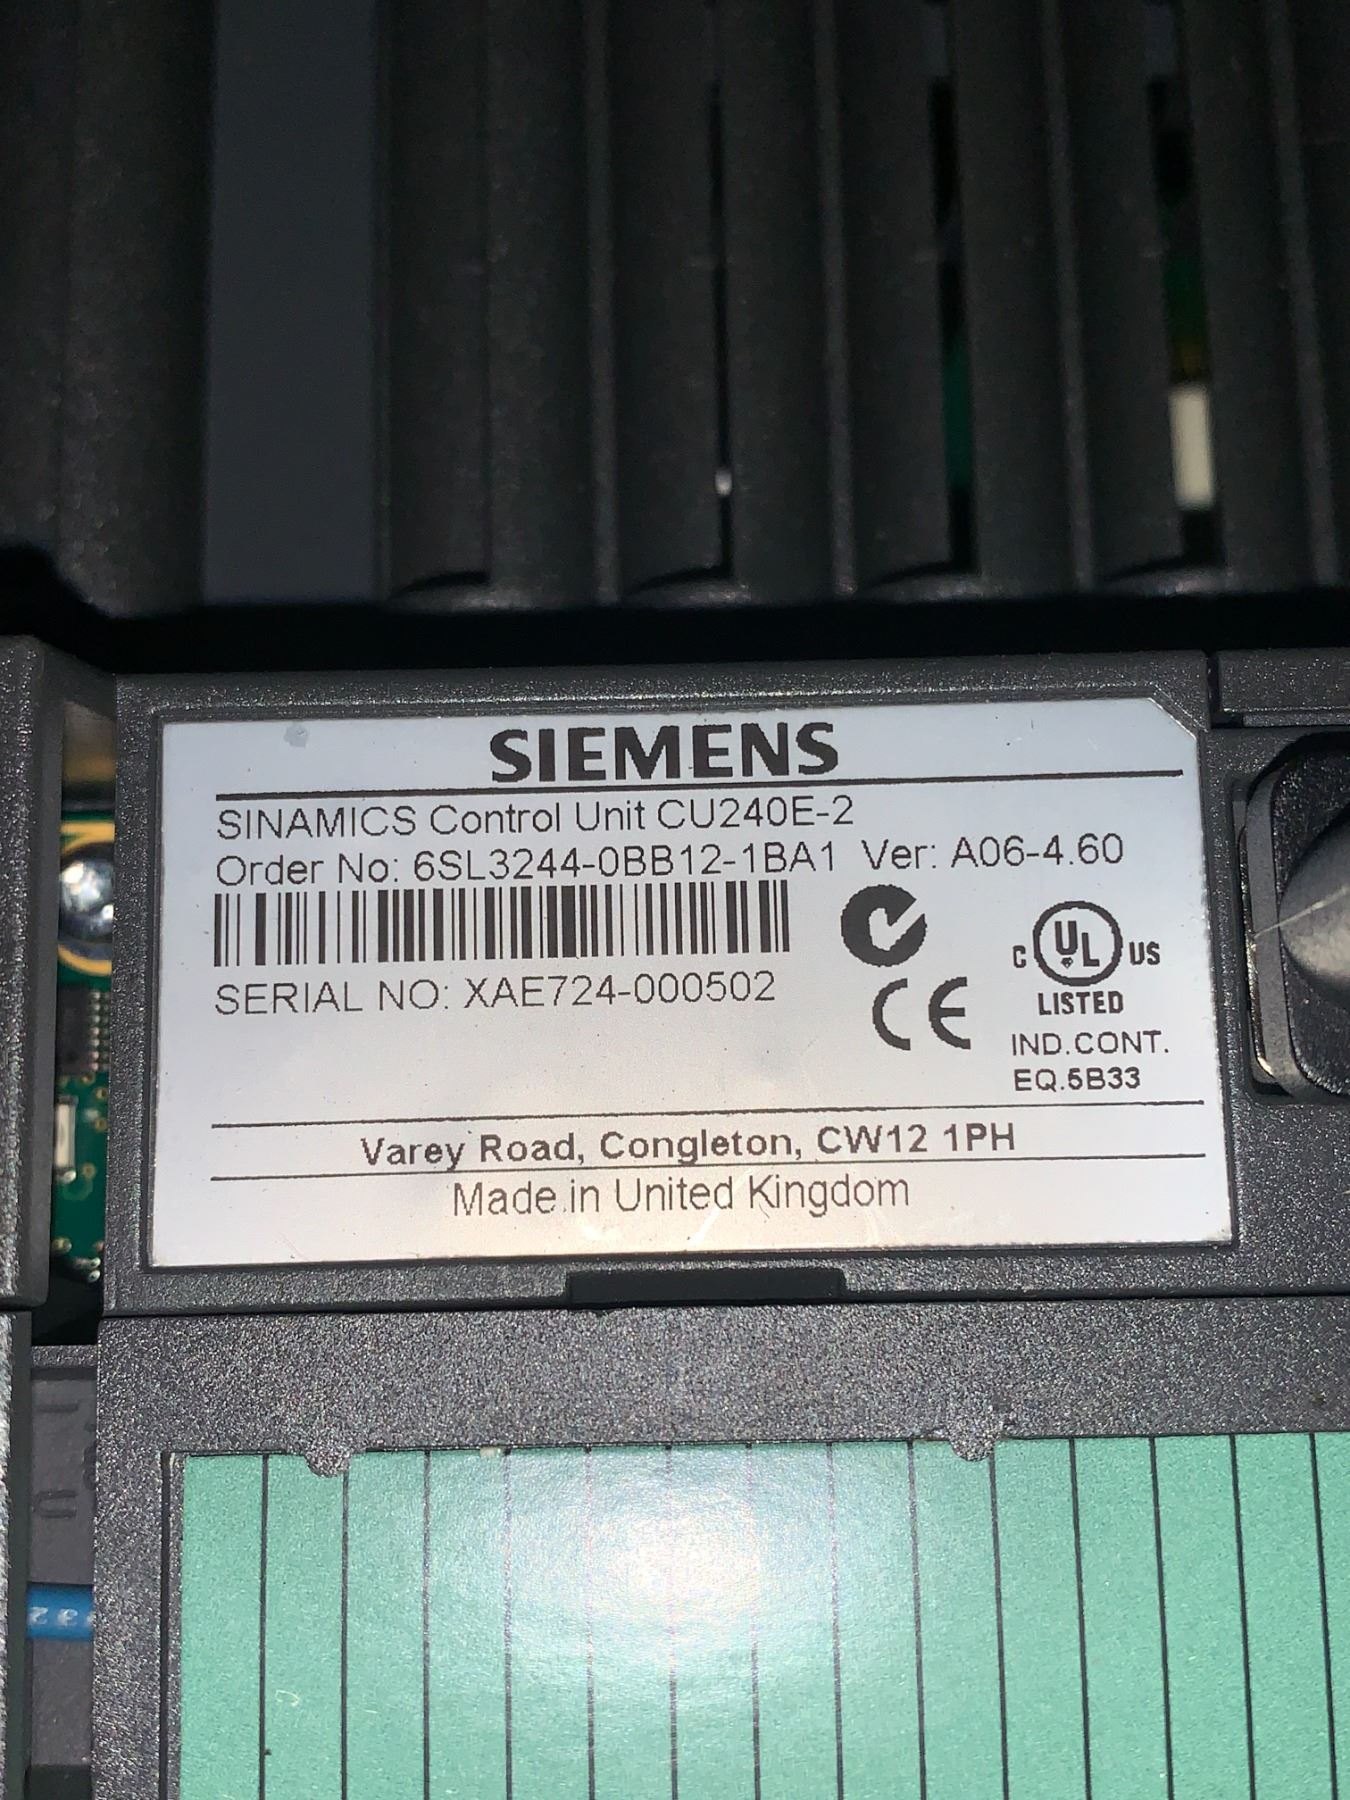 SIEMENS
SINAMICS Control Unit CU240E-2
Order No: 6SL3244-0BB12-1BA1 Ver: A06-4.60
SERIAL NO: XAE724-000502
CE
C UL US
LISTED
IND.CONT.
EQ.5B33
Varey Road, Congleton, CW12 1PH
Made in United Kingdom
32